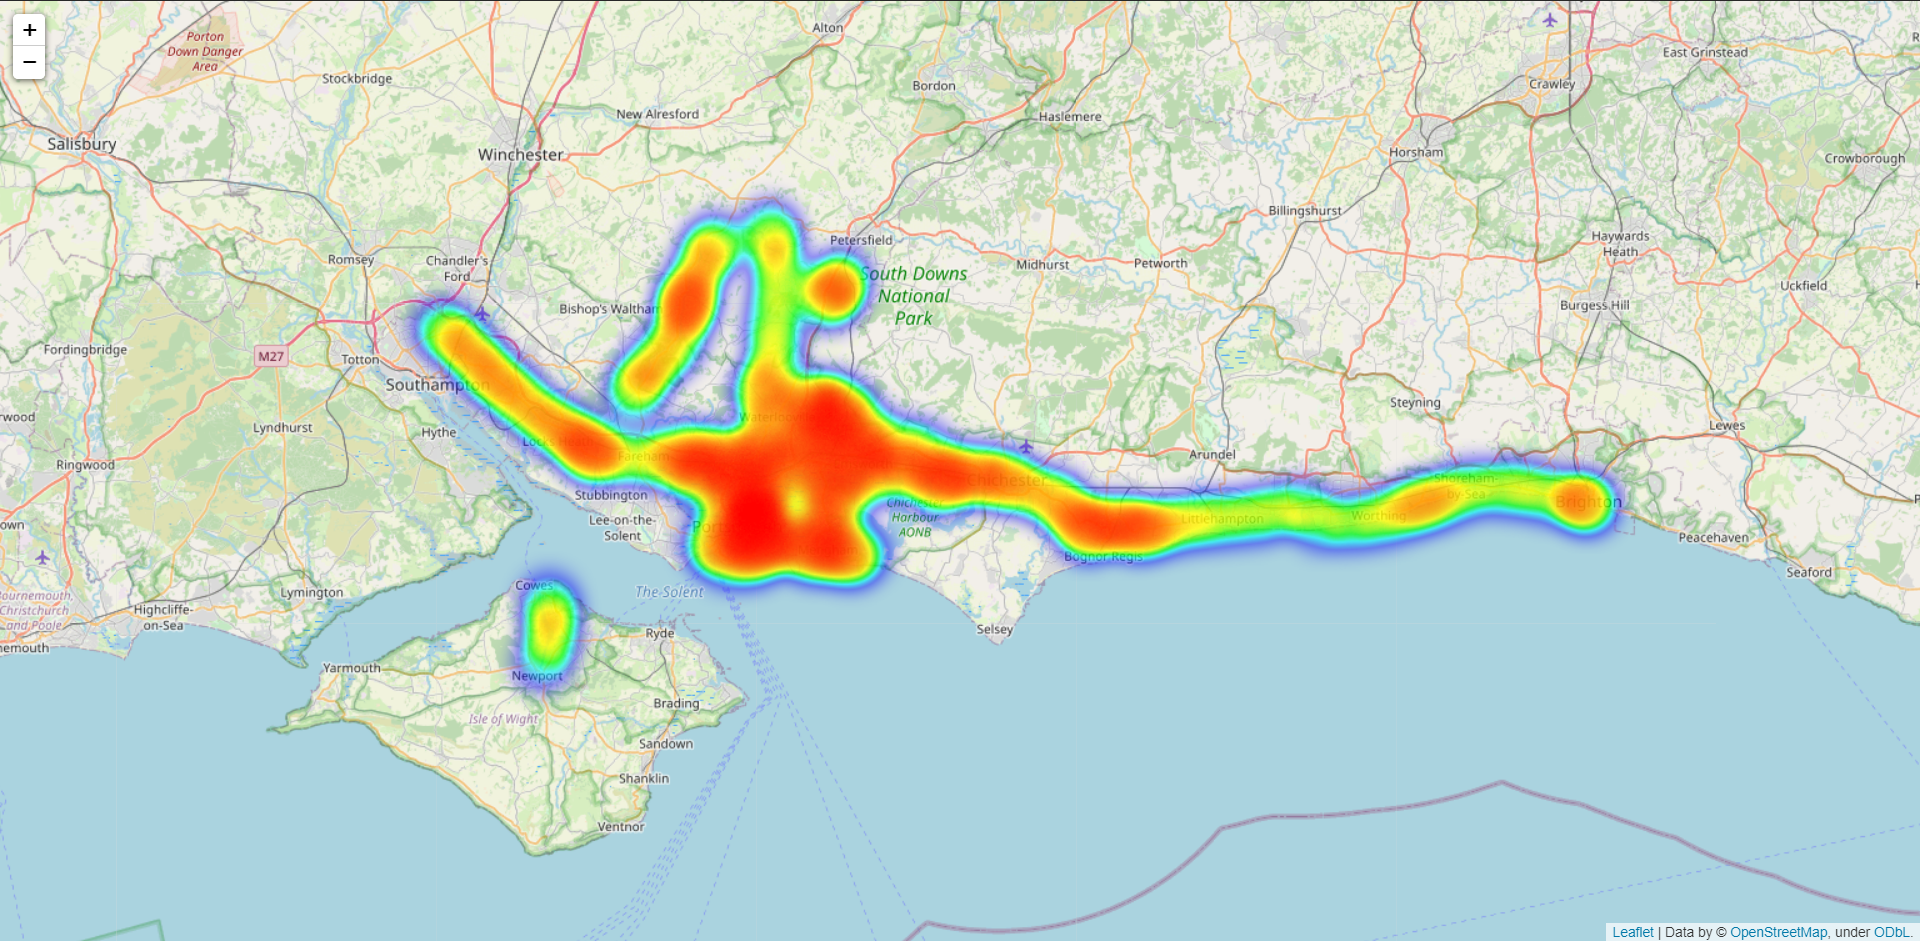 +
−
Porton
Down Danger
Area
Alton
East Grinstead
Stockbridge
Bordon
Crawley
New Alresford
Haslemere
Salisbury
Winchester
Horsham
Crowborough
Billingshurst
Romsey
Chandler's
Ford
Petersfield
Haywards
Heath
Midhurst
Petworth
South Downs
National
Park
Uckfield
Bishop's Waltham
Burgess Hill
Fordingbridge
M27
Totton
Southampton
Steyning
Lyndhurst
Hythe
Locks Heath
Fareham
Lewes
Ringwood
Arundel
Chichester
Stubbington
Shoreham-
by-Sea
Lee-on-the-
Solent
Chichester
Harbour
AONB
Littlehampton
Worthing
Brighton
Peacehaven
Bognor Regis
Seaford
Cowes
Lymington
The Solent
Highcliffe-
on-Sea
Bournemouth,
Christchurch
and Poole
Ryde
Selsey
Yarmouth
Newport
Isle of Wight
Brading
Sandown
Shanklin
Ventnor
Leaflet | Data by © OpenStreetMap, under ODbL.